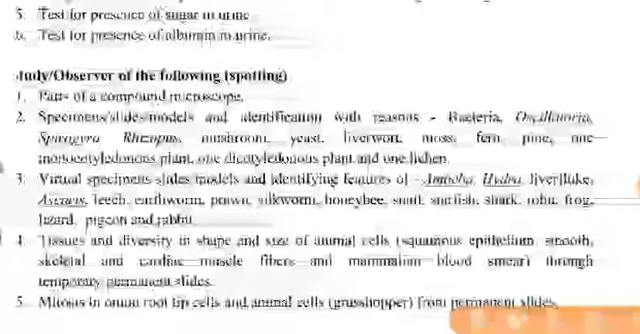 5. Test for presence of sugar in urine
6. Test for presence of albumin in urine.
Study/Observer of the following (spotting)
1. Parts of a compound microscope.
2. Specimens/slides/models and identification with reasons - Bacteria, Oscillatoria,
Spirogyra Rhizopus, mushroom, yeast, liverwort, moss, fern, pine, one
monocotyledonous plant, one dicotyledonous plant and one lichen.
3. Virtual specimens/slides/models and identifying features of - Amoeba, Hydra, liverfluke,
Ascaris, leech, earthworm, prawn, silkworm, honeybee, snail, starfish, shark, rohu, frog,
lizard, pigeon and rabbit.
4. Tissues and diversity in shape and size of animal cells (squamous epithelium, smooth,
skeletal and cardiac muscle fibers and mammalian blood smear) through
temporary/permanent slides.
5. Mitosis in onion root tip cells and animal cells (grasshopper) from permanent slides.